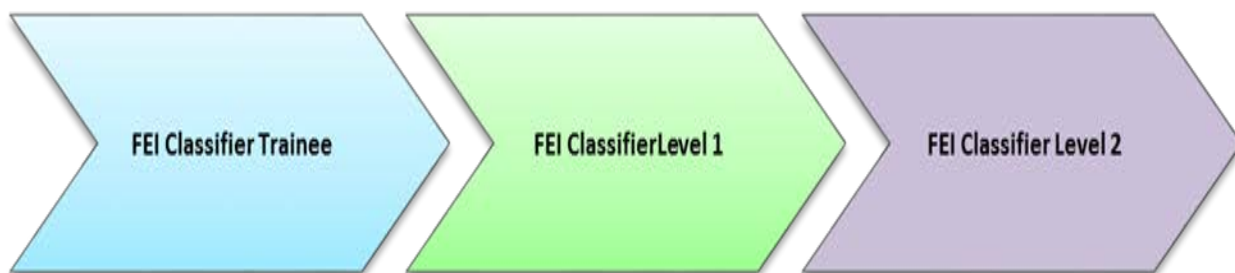 FEI Classifier Trainee
FEI ClassifierLevel 1
FEI Classifier Level 2